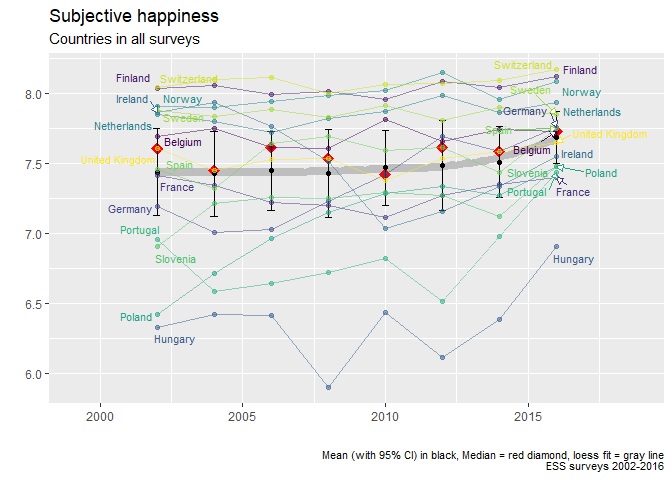 Subjective happiness
Countries in all surveys
Switzerland
Finland
Finland
Switzerland
Ireland
Norway
Sweden
Norway
Netherlands
Sweden
Germany
Netherlands
Belgium
Spain
United Kingdom
United Kingdom
Spain
Belgium
Ireland
France
Slovenia
Poland
Germany
Portugal
France
Portugal
Slovenia
Hungary
Poland
Hungary
8.0
7.5
7.0
6.5
6.0
2000
2005
2010
2015
Mean (with 95% CI) in black, Median = red diamond, loess fit = gray line
ESS surveys 2002-2016